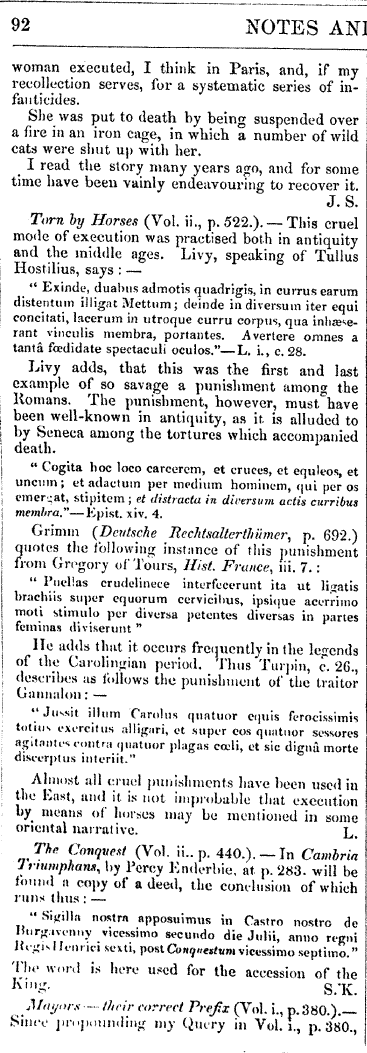 92 NOTES AND
woman executed, I think in Paris, and, if my
recollection serves, for a systematic series of in-
fanticides.
She was put to death by being suspended over
a fire in an iron cage, in which a number of wild
cats were shut up with her.
I read the story many years ago, and for some
time have been vainly endeavouring to recover it.
J. S.
Torn by Horses (Vol. ii., p. 522.). — This cruel
mode of execution was practised both in antiquity
and the middle ages. Livy, speaking of Tullus
Hostilius, says : —
“ Exinde, duabus admotis quadrigis, in currus earum
distentum illigat Mettum; deinde in diversum iter equi
concitati, lacerum in utroque curru corpus, qua inhæse-
rant vinculis membra, portantes. Avertere omnes a
tantâ fœditate spectaculi oculos.”—L. i., c. 28.
Livy adds, that this was the first and last
example of so savage a punishment among the
Romans. The punishment, however, must have
been well-known in antiquity, as it is alluded to
by Seneca among the tortures which accompanied
death.
“ Cogita hoc loco carcerem, et cruces, et equleos, et
uncum; et adactum per medium hominem, qui per os
emergat, stipitem; et distracta in diversum actis curribus
membra.”—Epist. xiv. 4.
Grimm (Deutsche Rechtsalterthümer, p. 692.)
quotes the following instance of this punishment
from Gregory of Tours, Hist. France, iii. 7. :
“ Puellas crudelinece interfecerunt ita ut ligatis
brachiis super equorum cervicibus, ipsique acerrimo
moti stimulo per diversa petentes diversas in partes
feminas diviserunt ”
He adds that it occurs frequently in the legends
of the Carolingian period. Thus Turpin, c. 26.,
describes as follows the punishment of the traitor
Gannalon : —
“ Jussit illum Carolus quatuor equis ferocissimis
totius exercitus alligari, et super eos quatuor sessores
agitantes contra quatuor plagas cœli, et sic dignâ morte
discerptus interiit.”
Almost all cruel punishments have been used in
the East, and it is not improbable that execution
by means of horses may be mentioned in some
oriental narrative. L.
The Conquest (Vol. ii.. p. 440.). — In Cambria
Triumphans, by Percy Enderbie, at p. 283. will be
found a copy of a deed, the conclusion of which
runs thus : —
“ Sigilla nostra apposuimus in Castro nostro de
Burgavenny vicessimo secundo die Julii, anno regni
Regis Henrici sexti, post Conquestum vicessimo septimo.”
The word is here used for the accession of the
King. S. K.
Mayors — their correct Prefix (Vol. i., p. 380.).—
Since propounding my Query in Vol. i., p. 380.,